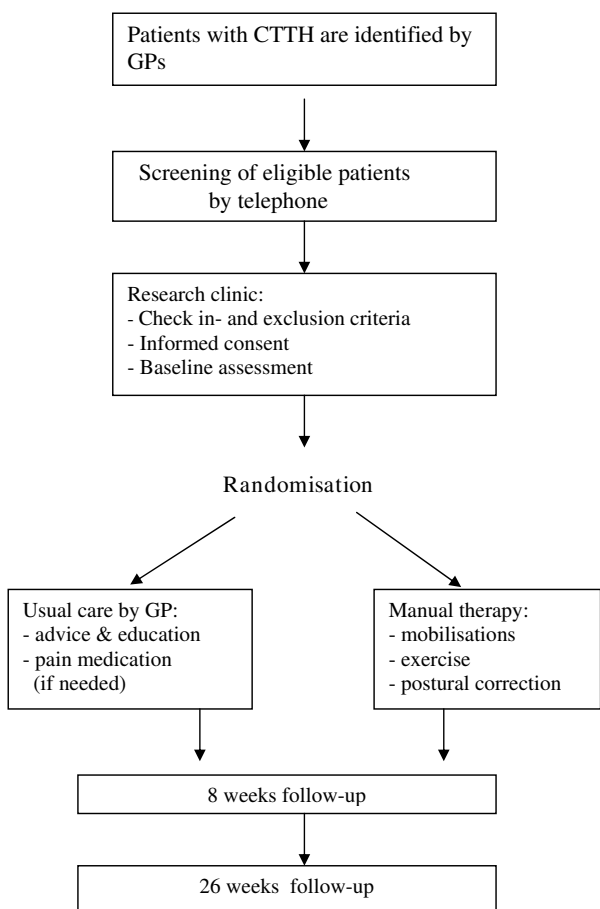 Patients with CTTH are identified by
GPs
Screening of eligible patients
by telephone
Research clinic:
- Check in- and exclusion criteria
- Informed consent
- Baseline assessment
Randomisation
Usual care by GP:
- advice & education
- pain medication
(if needed)
Manual therapy:
- mobilisations
- exercise
- postural correction
8 weeks follow-up
26 weeks follow-up